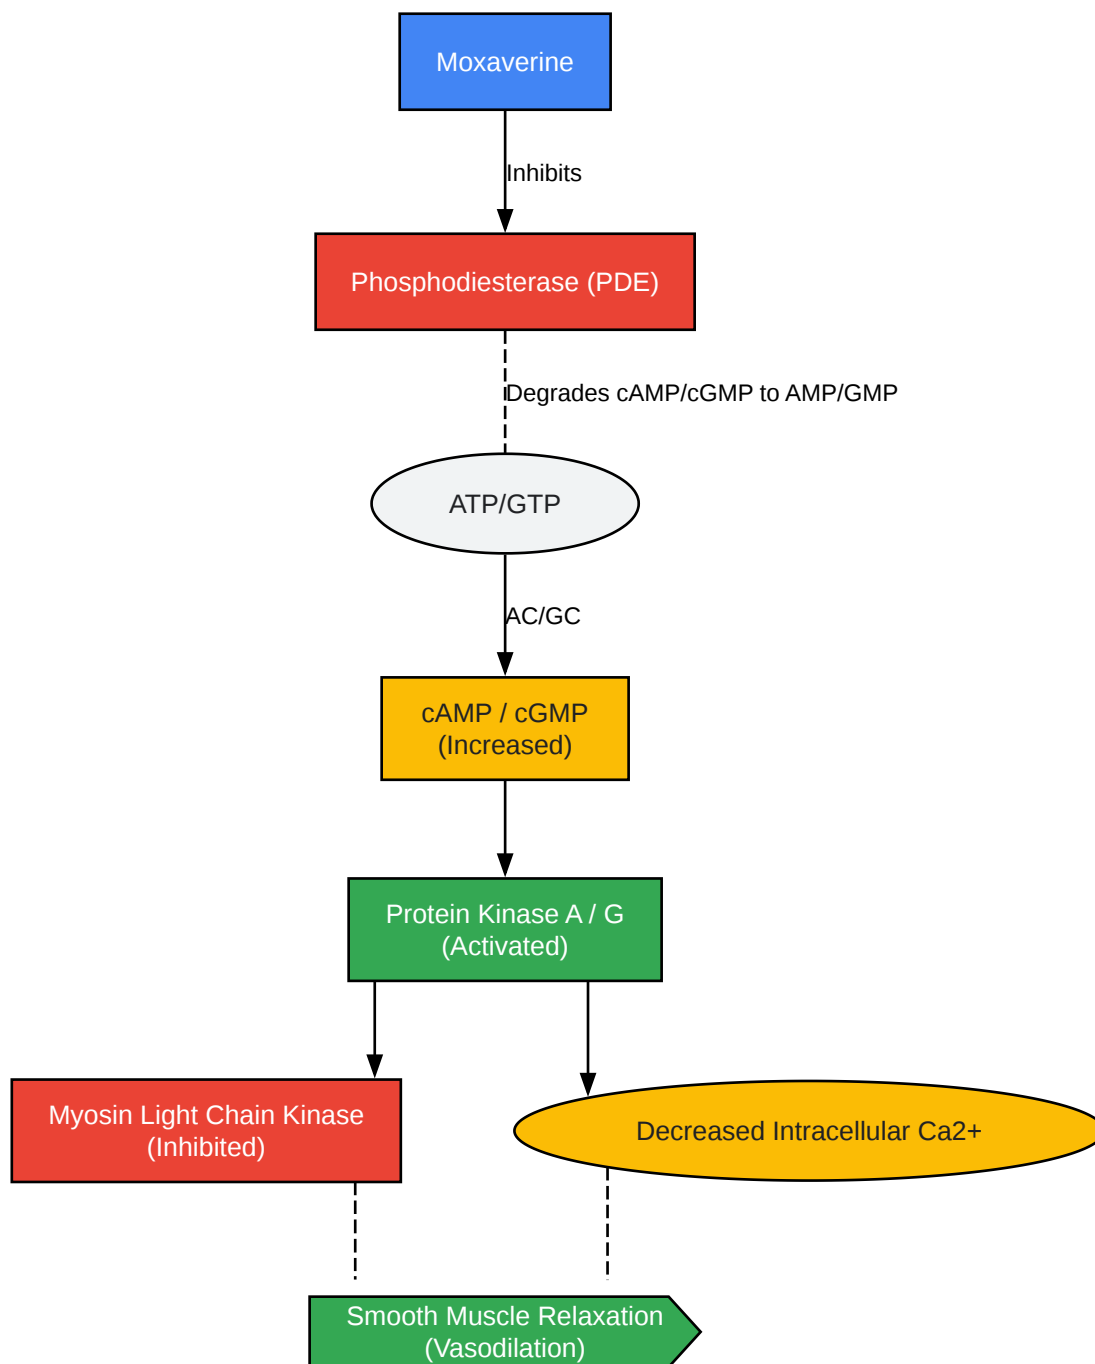 Moxaverine
Inhibits
Phosphodiesterase (PDE)
Degrades cAMP/cGMP to AMP/GMP
ATP/GTP
AC/GC
cAMP / cGMP
(Increased)
Protein Kinase A / G
(Activated)
Myosin Light Chain Kinase
(Inhibited)
Decreased Intracellular Ca2+
Smooth Muscle Relaxation
(Vasodilation)